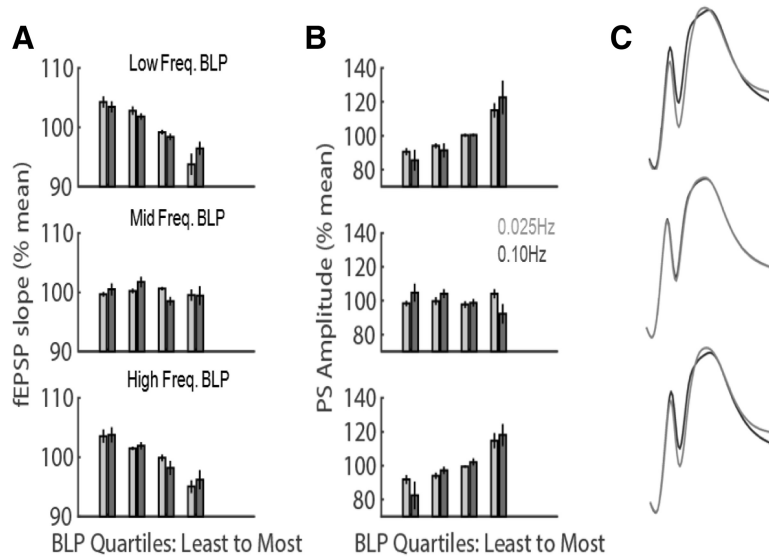 A
B
C
Low Freq. BLP
110
100
90
Mid Freq. BLP
110
100
90
High Freq. BLP
110
100
90
fEPSP slope (% mean)
BLP Quartiles: Least to Most
140
120
100
80
0.025Hz
0.10Hz
140
120
100
80
140
120
100
80
PS Amplitude (% mean)
BLP Quartiles: Least to Most